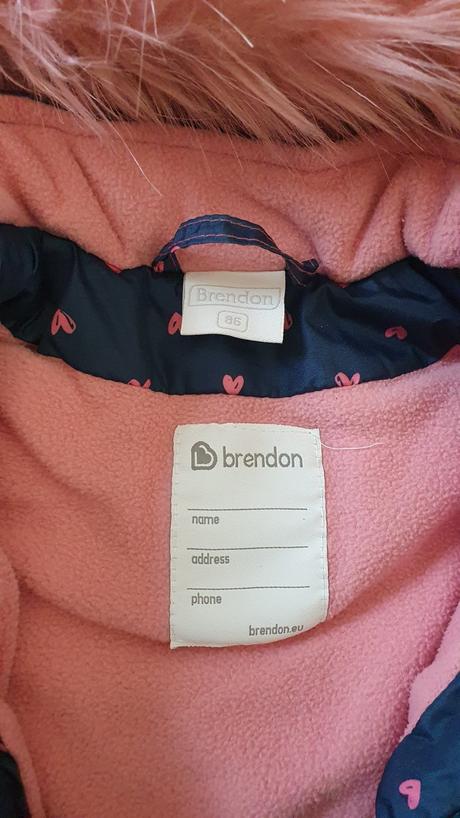 Brendon
86
brendon
name
address
phone
brendon.eu